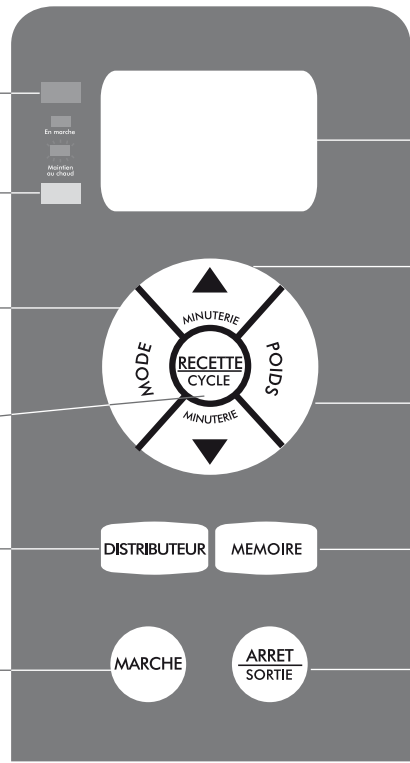 En marche
Maintien
au chaud
MINUTERIE
MODE
RECETTE
CYCLE
POIDS
MINUTERIE
DISTRIBUTEUR
MEMOIRE
MARCHE
ARRET
SORTIE